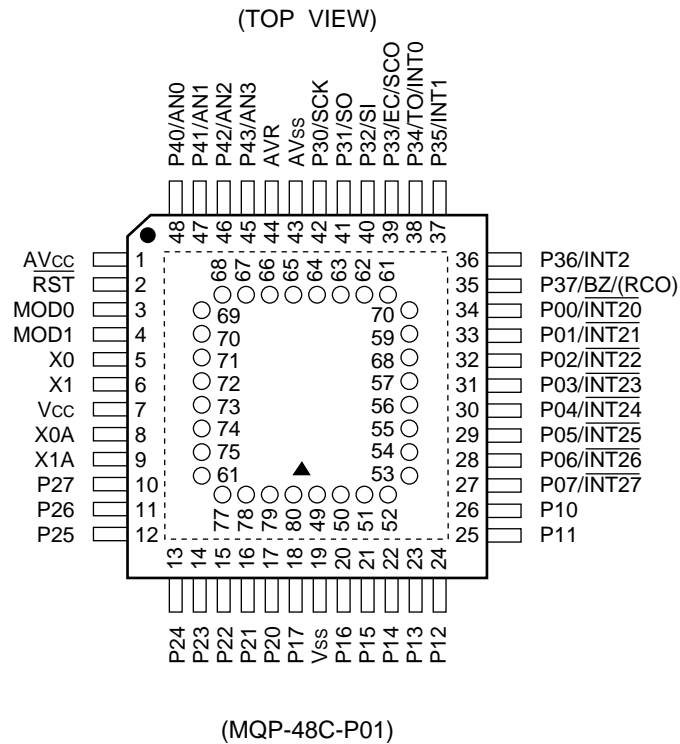 (TOP VIEW)
P40/AN0
P41/AN1
P42/AN2
P43/AN3
AVR
AVss
P30/SCK
P31/SO
P32/SI
P33/EC/SCO
P34/TO/INT0
P35/INT1
48 47 46 45 44 43 42 41 40 39 38 37
AVcc 1
RST 2
MOD0 3
MOD1 4
X0 5
X1 6
Vcc 7
X0A 8
X1A 9
P27 10
P26 11
P25 12
68 67 66 65 64 63 62 61
69
70
71
72
73
74
75
61
70
59
68
57
56
55
54
53
77 78 79 80 49 50 51 52
36 P36/INT2
35 P37/BZ/(RCO)
34 P00/INT20
33 P01/INT21
32 P02/INT22
31 P03/INT23
30 P04/INT24
29 P05/INT25
28 P06/INT26
27 P07/INT27
26 P10
25 P11
13 14 15 16 17 18 19 20 21 22 23 24
P24
P23
P22
P21
P20
P17
Vss
P16
P15
P14
P13
P12
(MQP-48C-P01)